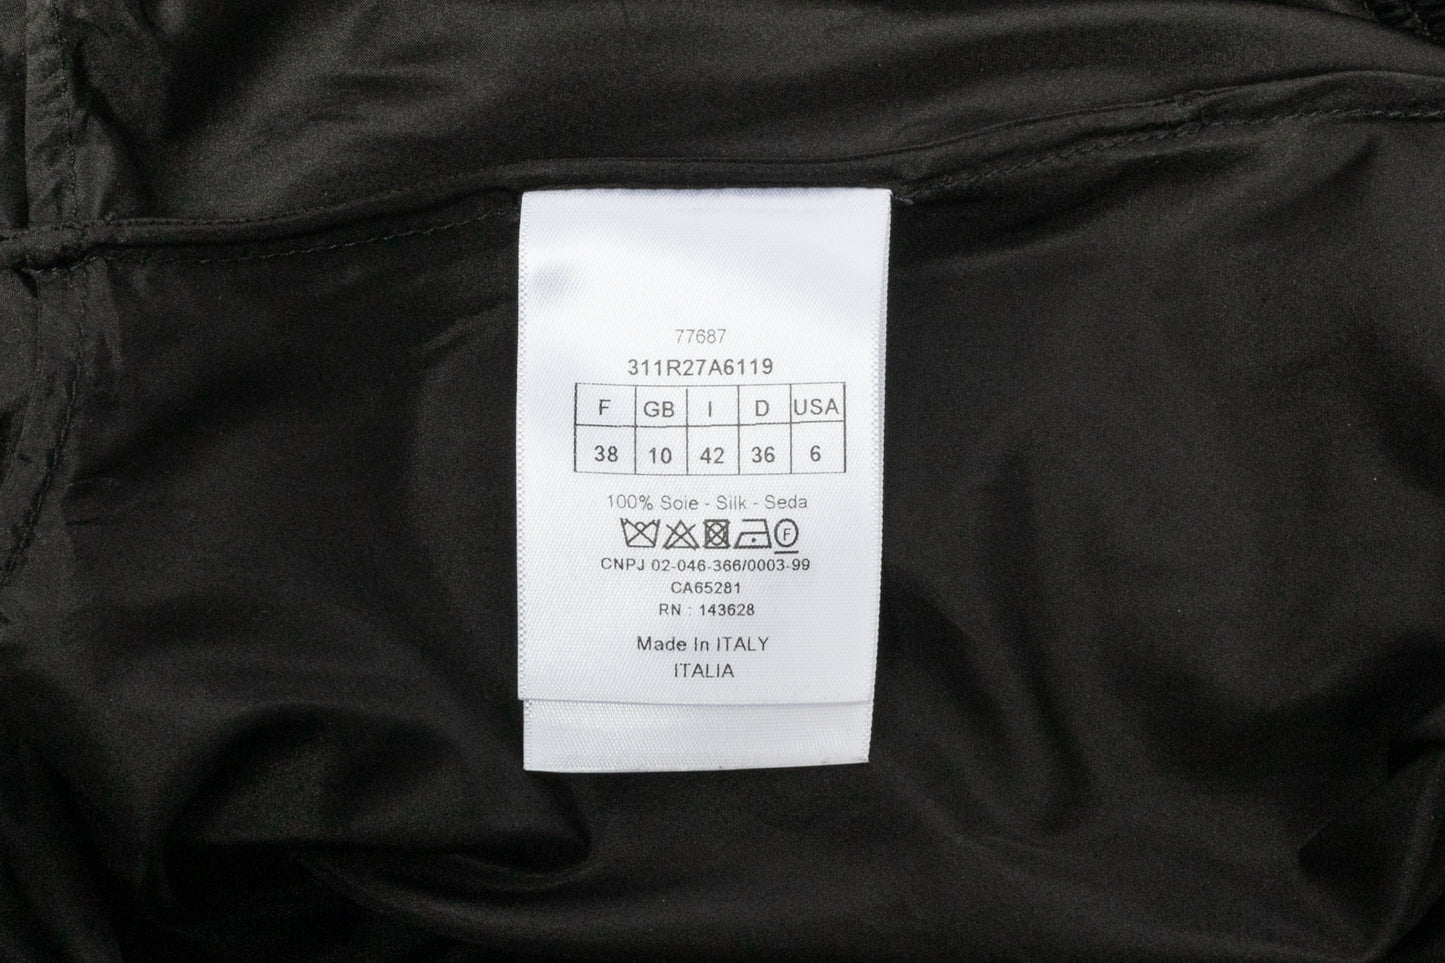 77687
311R27A6119
F GB I D USA
38 10 42 36 6
100% Soie - Silk - Seda
F
CNPJ 02-046-366/0003-99
CA65281
RN : 143628
Made In ITALY
ITALIA